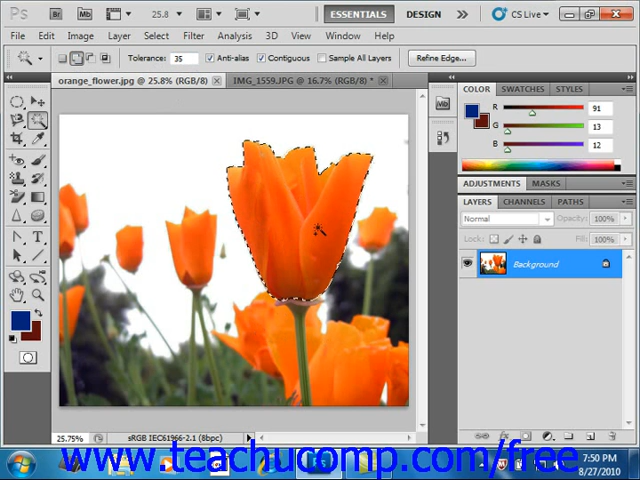 Ps Br Mb 25.8 ESSENTIALS DESIGN CS Live
File Edit Image Layer Select Filter Analysis 3D View Window Help
Tolerance: 35 Anti-alias Contiguous Sample All Layers Refine Edge...
orange_flower.jpg @ 25.8% (RGB/8) IMG_1559.JPG @ 16.7% (RGB/8) *
COLOR SWATCHES STYLES
R 91
G 13
B 12
ADJUSTMENTS MASKS
LAYERS CHANNELS PATHS
Normal Opacity: 100%
Lock: Fill: 100%
Background
25.75% sRGB IEC61966-2.1 (8bpc)
www.teachucomp.com/free
7:50 PM
8/27/2010